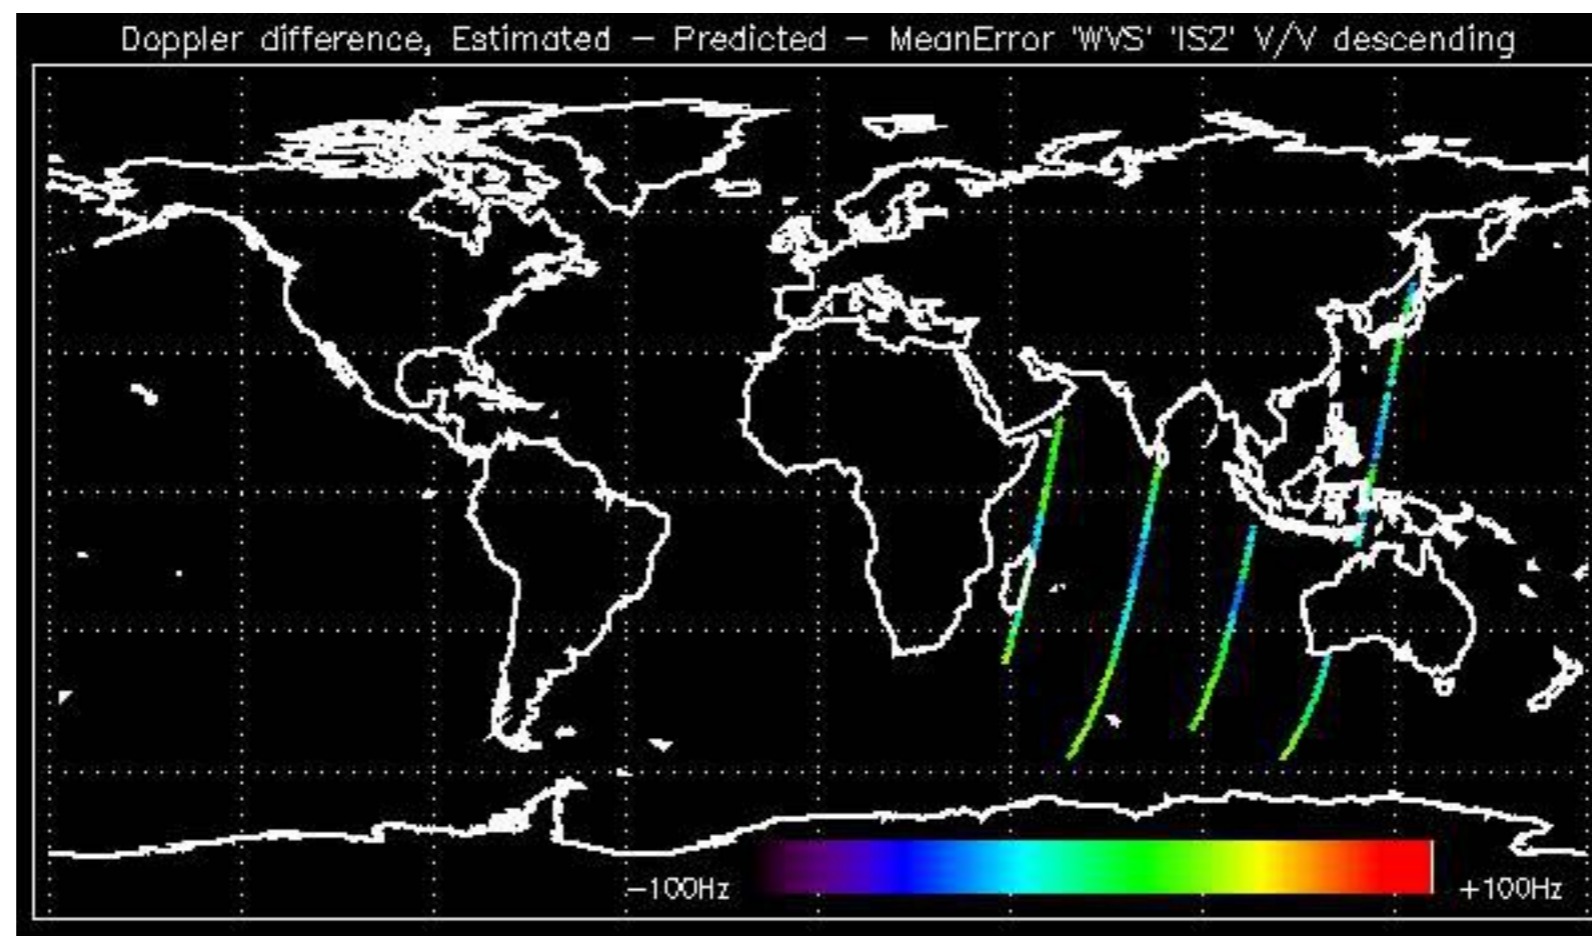 Doppler difference, Estimated – Predicted – MeanError 'WVS' 'IS2' V/V descending
–100Hz
+100Hz